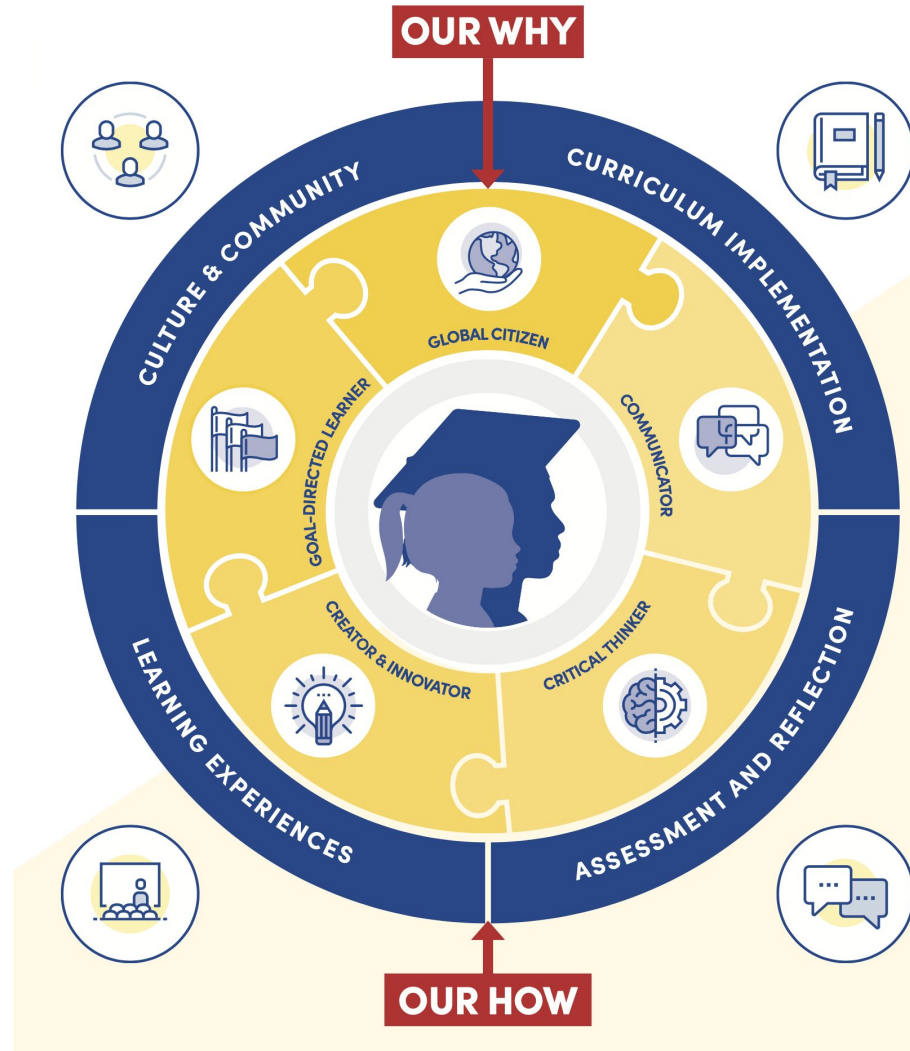 OUR WHY
CULTURE & COMMUNITY
CURRICULUM IMPLEMENTATION
GLOBAL CITIZEN
GOAL-DIRECTED LEARNER
COMMUNICATOR
CREATOR & INNOVATOR
CRITICAL THINKER
LEARNING EXPERIENCES
ASSESSMENT AND REFLECTION
OUR HOW